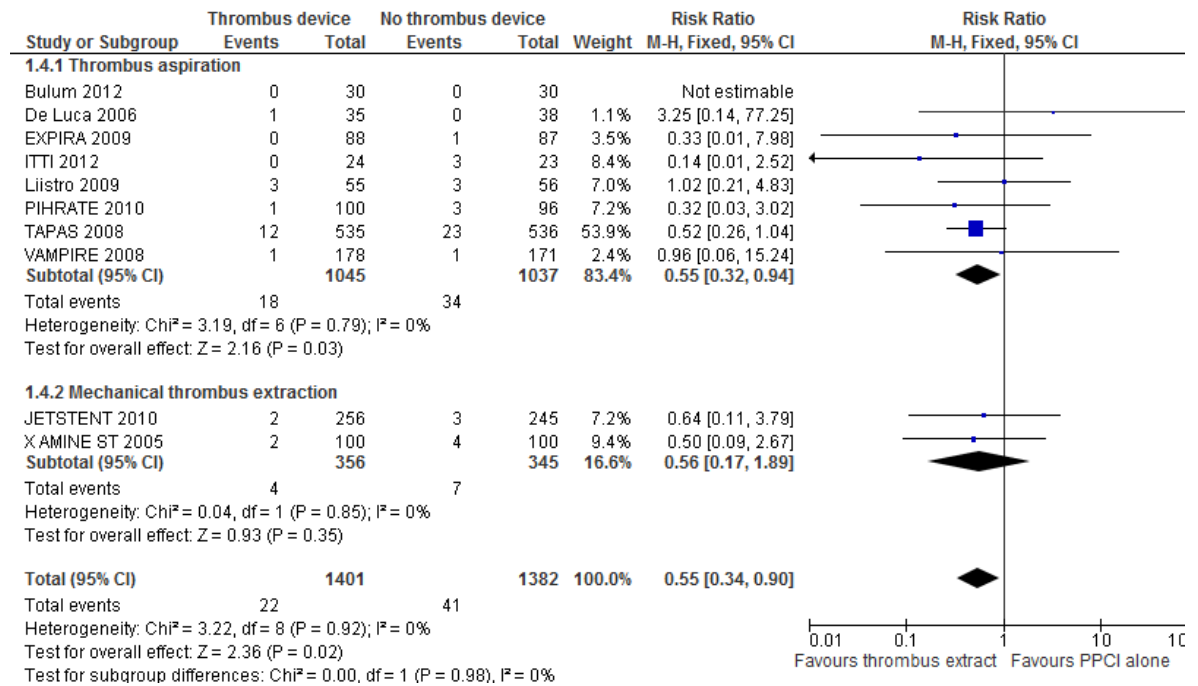 Thrombus device No thrombus device Risk Ratio Risk Ratio
Study or Subgroup Events Total Events Total Weight M-H, Fixed, 95% CI M-H, Fixed, 95% CI
1.4.1 Thrombus aspiration
Bulum 2012 0 30 0 30 Not estimable
De Luca 2006 1 35 0 38 1.1% 3.25 [0.14, 77.25]
EXPIRA 2009 0 88 1 87 3.5% 0.33 [0.01, 7.98]
ITTI 2012 0 24 3 23 8.4% 0.14 [0.01, 2.52]
Liistro 2009 3 55 3 56 7.0% 1.02 [0.21, 4.83]
PIHRATE 2010 1 100 3 96 7.2% 0.32 [0.03, 3.02]
TAPAS 2008 12 535 23 536 53.9% 0.52 [0.26, 1.04]
VAMPIRE 2008 1 178 1 171 2.4% 0.96 [0.06, 15.24]
Subtotal (95% CI) 1045 1037 83.4% 0.55 [0.32, 0.94]
Total events 18 34
Heterogeneity: Chi² = 3.19, df = 6 (P = 0.79); I² = 0%
Test for overall effect: Z = 2.16 (P = 0.03)
1.4.2 Mechanical thrombus extraction
JETSTENT 2010 2 256 3 245 7.2% 0.64 [0.11, 3.79]
X AMINE ST 2005 2 100 4 100 9.4% 0.50 [0.09, 2.67]
Subtotal (95% CI) 356 345 16.6% 0.56 [0.17, 1.89]
Total events 4 7
Heterogeneity: Chi² = 0.04, df = 1 (P = 0.85); I² = 0%
Test for overall effect: Z = 0.93 (P = 0.35)
Total (95% CI) 1401 1382 100.0% 0.55 [0.34, 0.90]
Total events 22 41
Heterogeneity: Chi² = 3.22, df = 8 (P = 0.92); I² = 0%
Test for overall effect: Z = 2.36 (P = 0.02)
Test for subgroup differences: Chi² = 0.00, df = 1 (P = 0.98), I² = 0%
0.01 0.1 1 10
Favours thrombus extract Favours PPCI alone